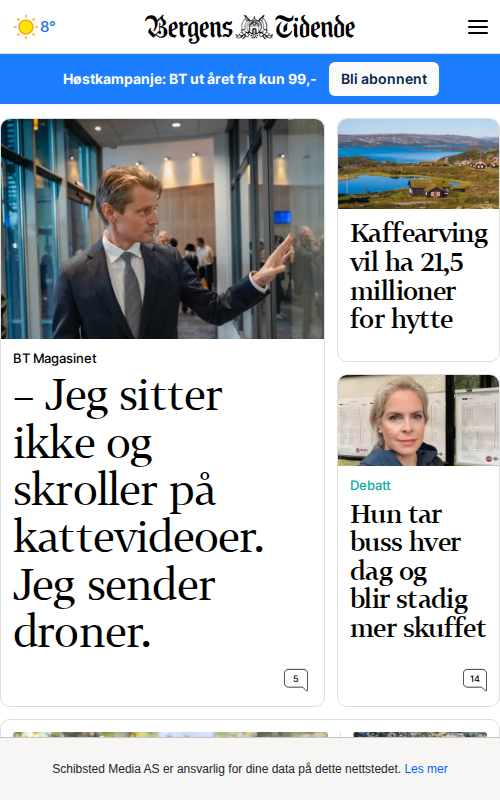 8°
Bergens Tidende
Høstkampanje: BT ut året fra kun 99,-
Bli abonnent
BT Magasinet
– Jeg sitter
ikke og
skroller på
kattevideoer.
Jeg sender
droner.
5
Kaffearving
vil ha 21,5
millioner
for hytte
Debatt
Hun tar
buss hver
dag og
blir stadig
mer skuffet
14
Schibsted Media AS er ansvarlig for dine data på dette nettstedet. Les mer